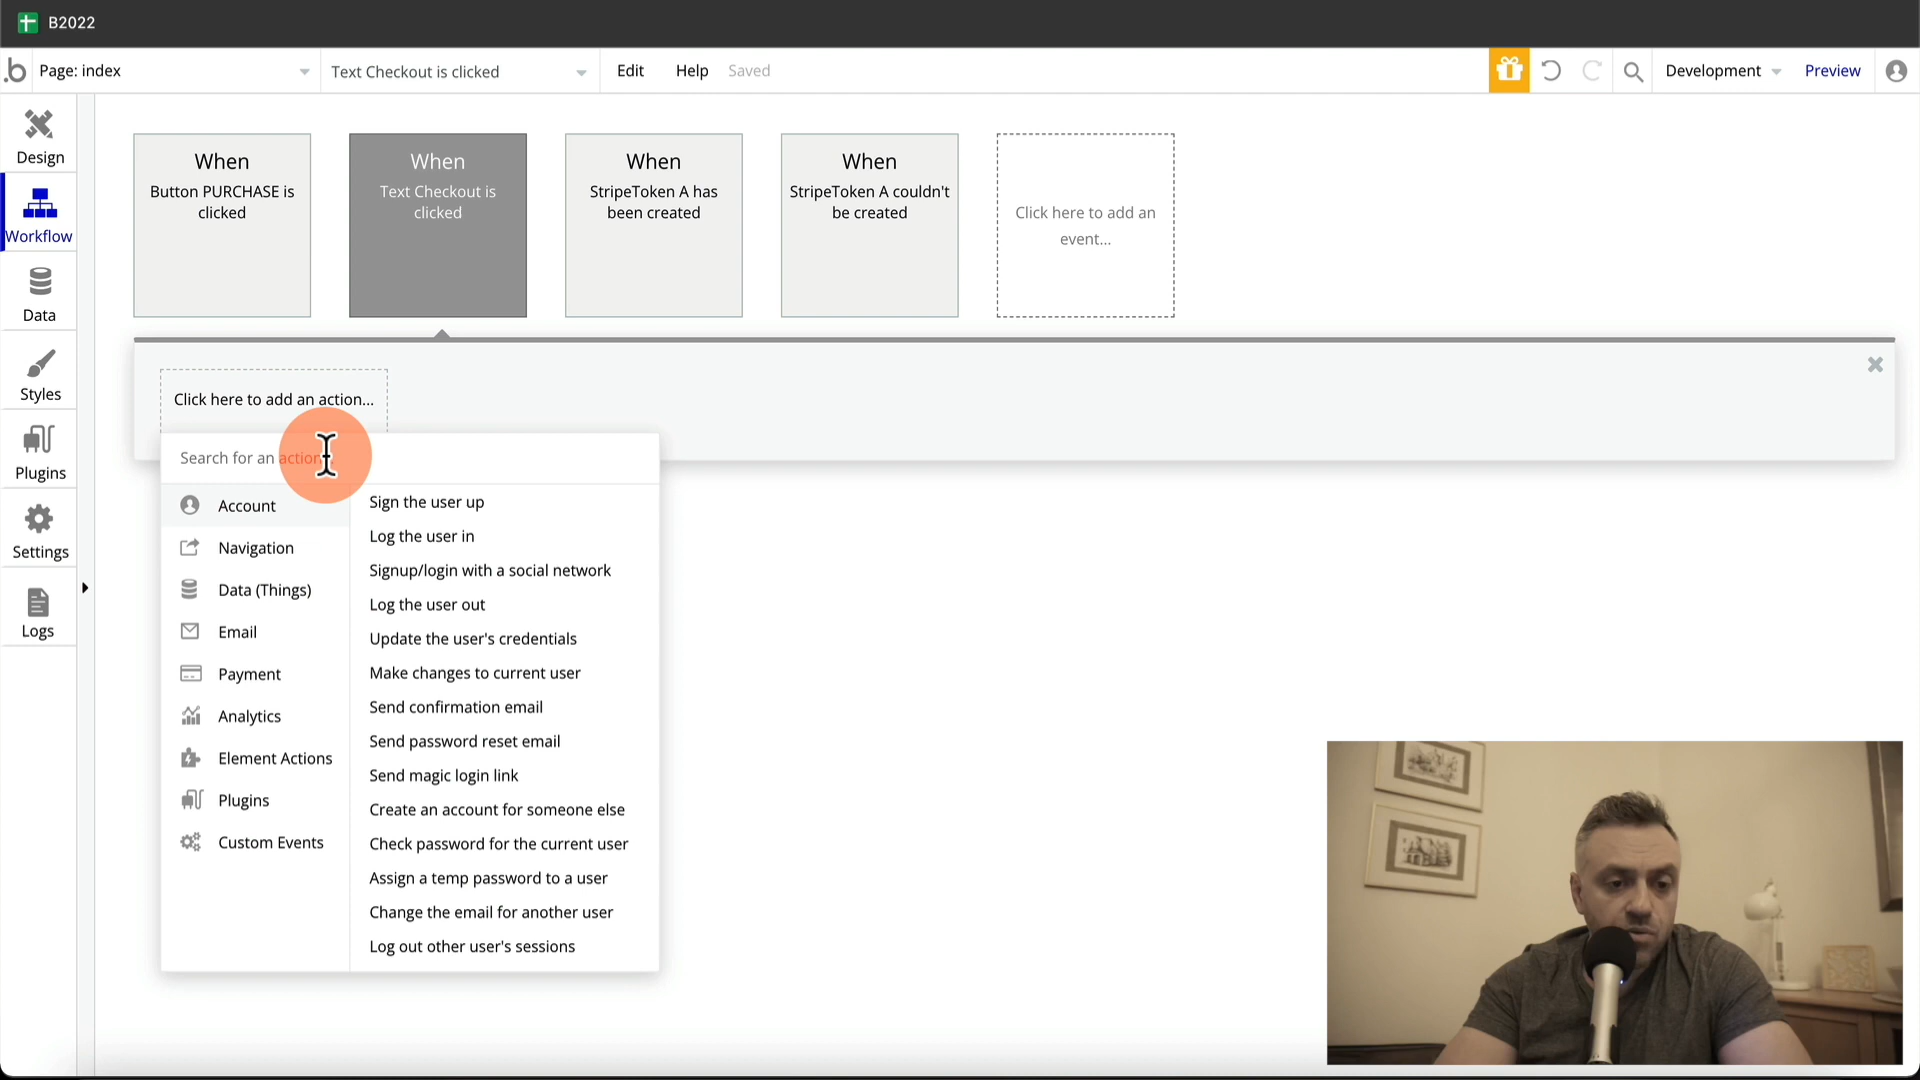 B2022
.b
Page: index
Text Checkout is clicked
Edit
Help
Saved
Development
Preview
Design
Workflow
Data
Styles
Plugins
Settings
Logs
When
Button PURCHASE is
clicked
When
Text Checkout is
clicked
When
StripeToken A has
been created
When
StripeToken A couldn't
be created
Click here to add an
event...
Click here to add an action...
Search for an action
Account
Navigation
Data (Things)
Email
Payment
Analytics
Element Actions
Plugins
Custom Events
Sign the user up
Log the user in
Signup/login with a social network
Log the user out
Update the user's credentials
Make changes to current user
Send confirmation email
Send password reset email
Send magic login link
Create an account for someone else
Check password for the current user
Assign a temp password to a user
Change the email for another user
Log out other user's sessions